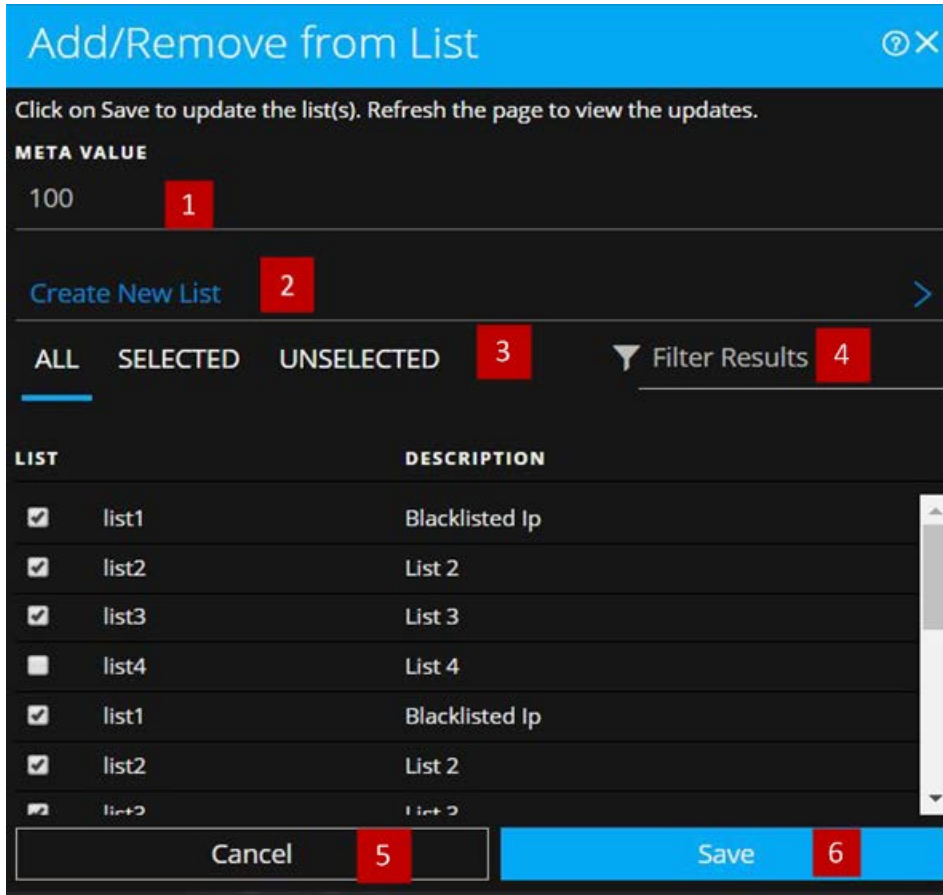 Add/Remove from List
Click on Save to update the list(s). Refresh the page to view the updates.
META VALUE
100 1
Create New List 2
ALL SELECTED UNSELECTED 3 Filter Results 4
LIST DESCRIPTION
list1 Blacklisted Ip
list2 List 2
list3 List 3
list4 List 4
list1 Blacklisted Ip
list2 List 2
list3 List 3
Cancel 5 Save 6